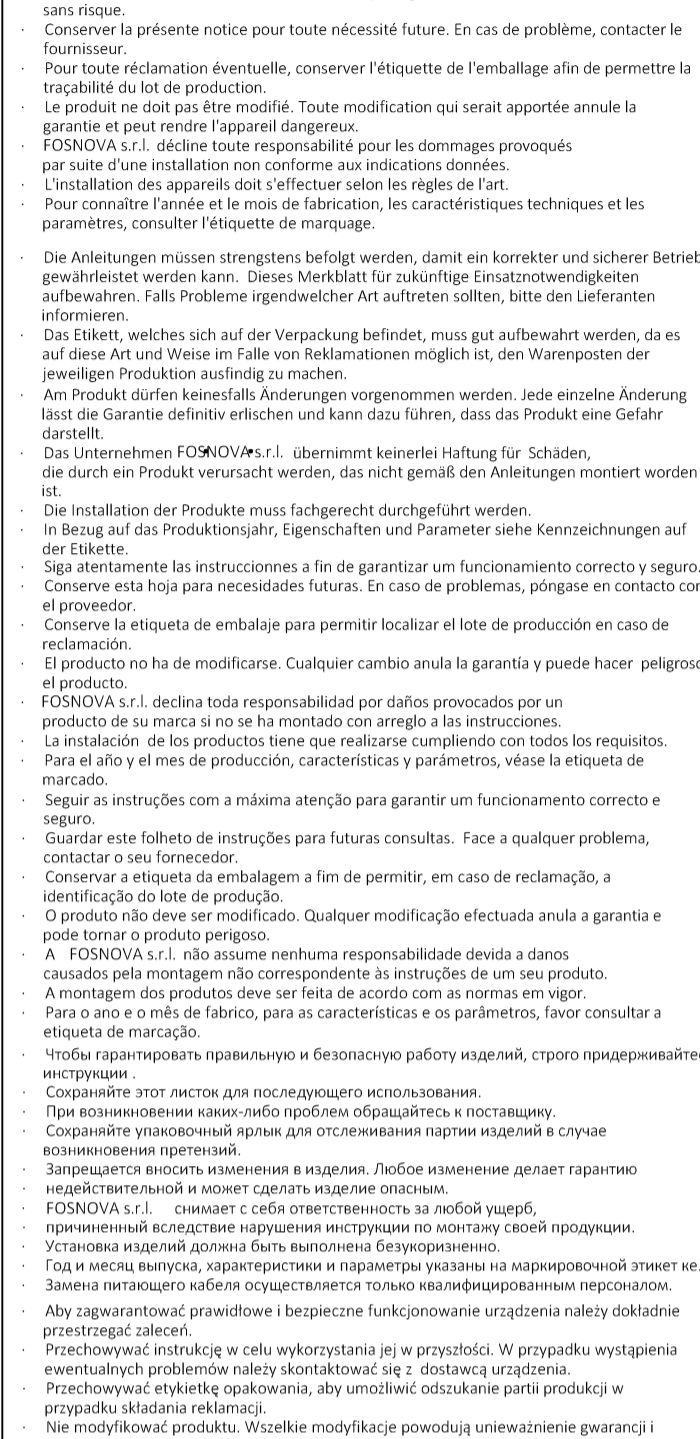 sans risque.
· Conserver la présente notice pour toute nécessité future. En cas de problème, contacter le
fournisseur.
· Pour toute réclamation éventuelle, conserver l'étiquette de l'emballage afin de permettre la
traçabilité du lot de production.
· Le produit ne doit pas être modifié. Toute modification qui serait apportée annule la
garantie et peut rendre l'appareil dangereux.
· FOSNOVA s.r.l. décline toute responsabilité pour les dommages provoqués
par suite d'une installation non conforme aux indications données.
· L'installation des appareils doit s'effectuer selon les règles de l'art.
· Pour connaître l'année et le mois de fabrication, les caractéristiques techniques et les
paramètres, consulter l'étiquette de marquage.
· Die Anleitungen müssen strengstens befolgt werden, damit ein korrekter und sicherer Betrieb
gewährleistet werden kann. Dieses Merkblatt für zukünftige Einsatznotwendigkeiten
aufbewahren. Falls Probleme irgendwelcher Art auftreten sollten, bitte den Lieferanten
informieren.
· Das Etikett, welches sich auf der Verpackung befindet, muss gut aufbewahrt werden, da es
auf diese Art und Weise im Falle von Reklamationen möglich ist, den Warenposten der
jeweiligen Produktion ausfindig zu machen.
· Am Produkt dürfen keinesfalls Änderungen vorgenommen werden. Jede einzelne Änderung
lässt die Garantie definitiv erlischen und kann dazu führen, dass das Produkt eine Gefahr
darstellt.
· Das Unternehmen FOSNOVA s.r.l. übernimmt keinerlei Haftung für Schäden,
die durch ein Produkt verursacht werden, das nicht gemäß den Anleitungen montiert worden
ist.
· Die Installation der Produkte muss fachgerecht durchgeführt werden.
· In Bezug auf das Produktionsjahr, Eigenschaften und Parameter siehe Kennzeichnungen auf
der Etikette.
· Siga atentamente las instruccionnes a fin de garantizar um funcionamiento correcto y seguro.
· Conserve esta hoja para necesidades futuras. En caso de problemas, póngase en contacto con
el proveedor.
· Conserve la etiqueta de embalaje para permitir localizar el lote de producción en caso de
reclamación.
· El producto no ha de modificarse. Cualquier cambio anula la garantía y puede hacer peligroso
el producto.
· FOSNOVA s.r.l. declina toda responsabilidad por daños provocados por un
producto de su marca si no se ha montado con arreglo a las instrucciones.
· La instalación de los productos tiene que realizarse cumpliendo con todos los requisitos.
· Para el año y el mes de producción, características y parámetros, véase la etiqueta de
marcado.
· Seguir as instruções com a máxima atenção para garantir um funcionamento correcto e
seguro.
· Guardar este folheto de instruções para futuras consultas. Face a qualquer problema,
contactar o seu fornecedor.
· Conservar a etiqueta da embalagem a fim de permitir, em caso de reclamação, a
identificação do lote de produção.
· O produto não deve ser modificado. Qualquer modificação efectuada anula a garantia e
pode tornar o produto perigoso.
· A FOSNOVA s.r.l. não assume nenhuma responsabilidade devida a danos
causados pela montagem não correspondente às instruções de um seu produto.
· A montagem dos produtos deve ser feita de acordo com as normas em vigor.
· Para o ano e o mês de fabrico, para as características e os parâmetros, favor consultar a
etiqueta de marcação.
· Чтобы гарантировать правильную и безопасную работу изделий, строго придерживайтес
инструкции .
· Сохраняйте этот листок для последующего использования.
· При возникновении каких-либо проблем обращайтесь к поставщику.
· Сохраняйте упаковочный ярлык для отслеживания партии изделий в случае
возникновения претензий.
· Запрещается вносить изменения в изделия. Любое изменение делает гарантию
· недействительной и может сделать изделие опасным.
· FOSNOVA s.r.l. снимает с себя ответственность за любой ущерб,
· причиненный вследствие нарушения инструкции по монтажу своей продукции.
· Установка изделий должна быть выполнена безукоризненно.
· Год и месяц выпуска, характеристики и параметры указаны на маркировочной этикет ке.
· Замена питающего кабеля осуществляется только квалифицированным персоналом.
· Aby zagwarantować prawidłowe i bezpieczne funkcjonowanie urządzenia należy dokładnie
przestrzegać zaleceń.
· Przechowywać instrukcję w celu wykorzystania jej w przyszłości. W przypadku wystąpienia
ewentualnych problemów należy skontaktować się z dostawcą urządzenia.
· Przechowywać etykietkę opakowania, aby umożliwić odszukanie partii produkcji w
przypadku składania reklamacji.
· Nie modyfikować produktu. Wszelkie modyfikacje powodują unieważnienie gwarancji i